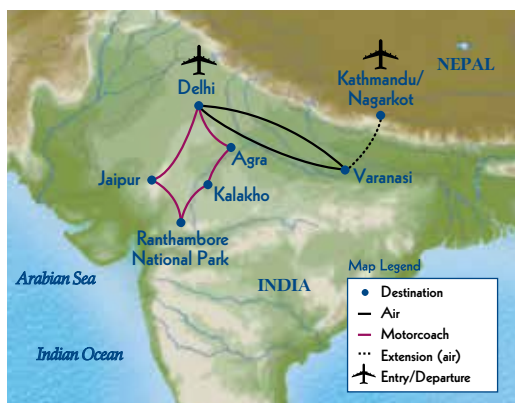 NEPAL
Kathmandu/
Nagarkot
Delhi
Agra
Varanasi
Jaipur
Kalakho
Ranthambore
National Park
Arabian Sea
INDIA
Indian Ocean
Map Legend
Destination
Air
Motorcoach
Extension (air)
Entry/Departure